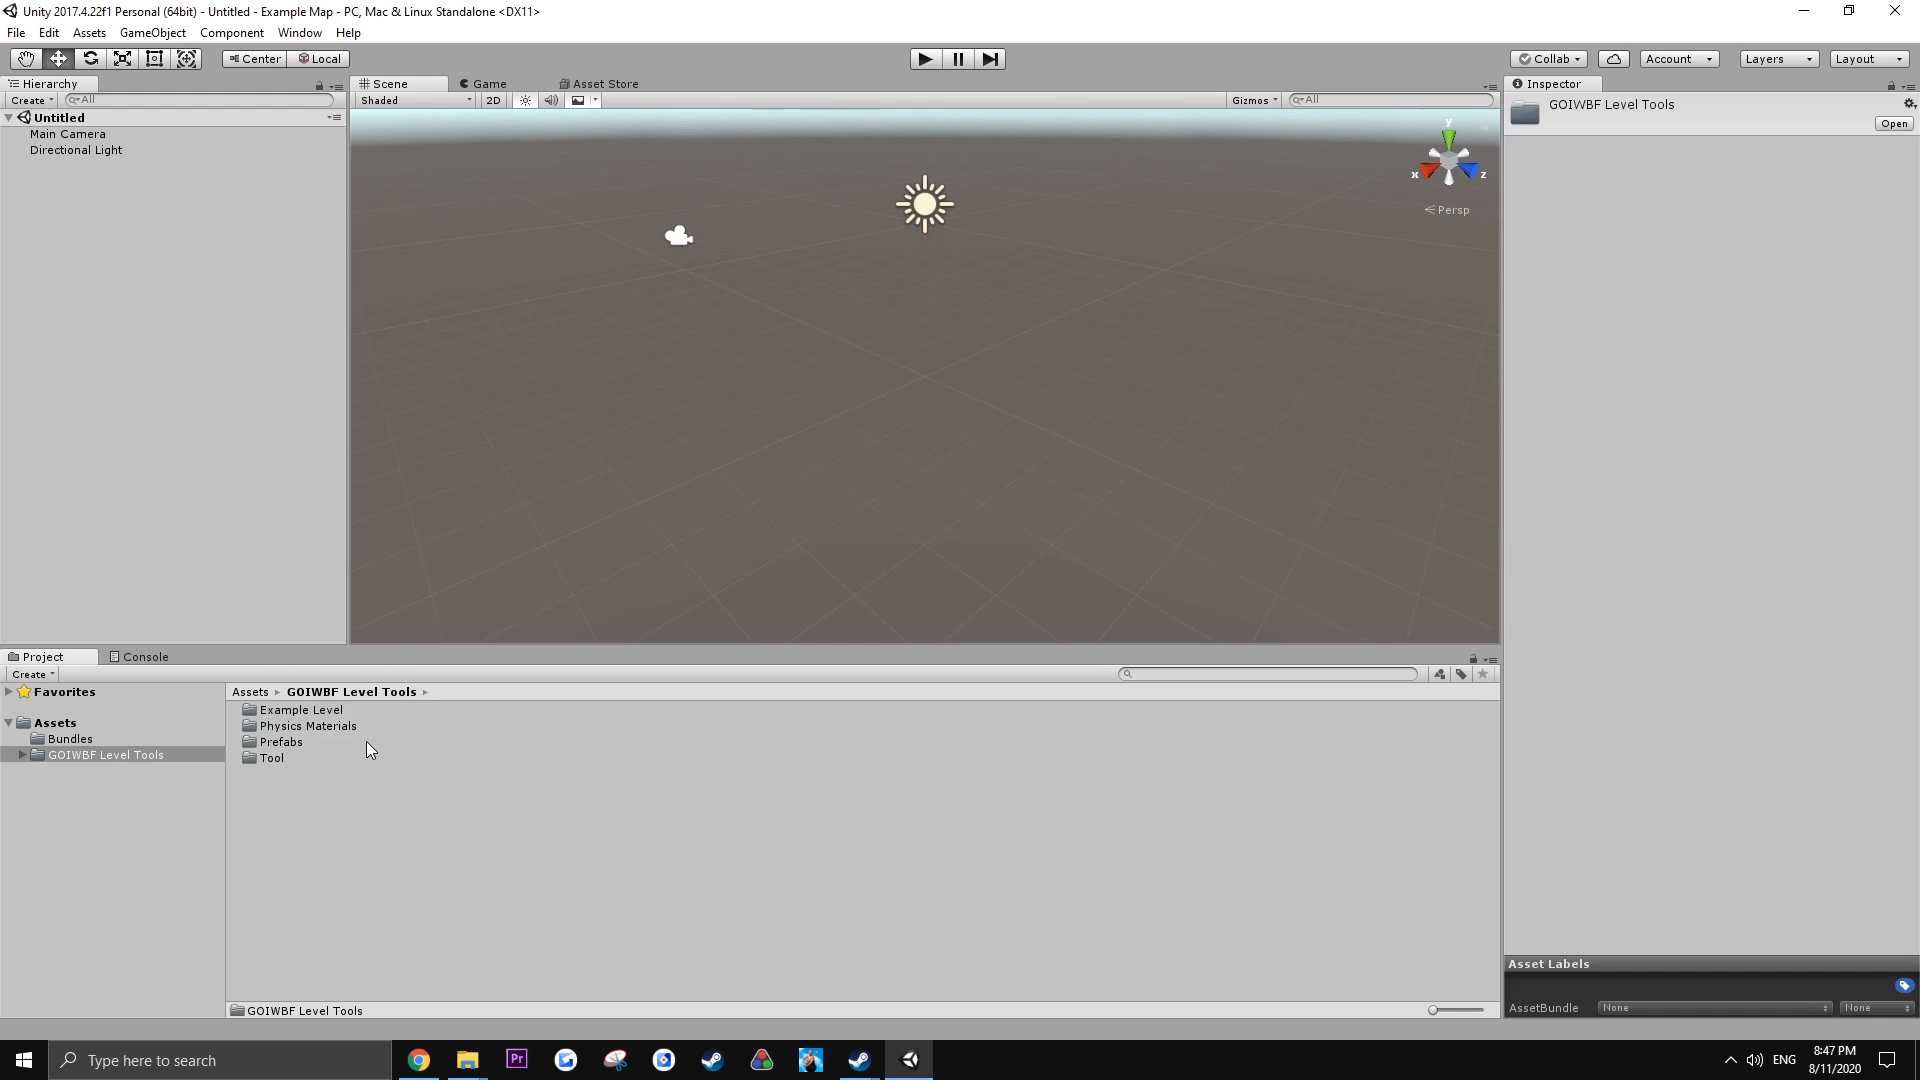 Unity 2017.4.22f1 Personal (64bit) - Untitled - Example Map - PC, Mac & Linux Standalone <DX11>
File Edit Assets GameObject Component Window Help
Center Local Collab Account Layers Layout
Hierarchy
Create All
Untitled
Main Camera
Directional Light
Scene Game Asset Store
Shaded 2D Gizmos All
y
x z
Persp
Inspector
GOIWBF Level Tools
Open
Project Console
Create
Favorites
Assets
Bundles
GOIWBF Level Tools
Assets GOIWBF Level Tools
Example Level
Physics Materials
Prefabs
Tool
GOIWBF Level Tools
Asset Labels
AssetBundle None None
Type here to search
Pr
ENG
8:47 PM
8/11/2020